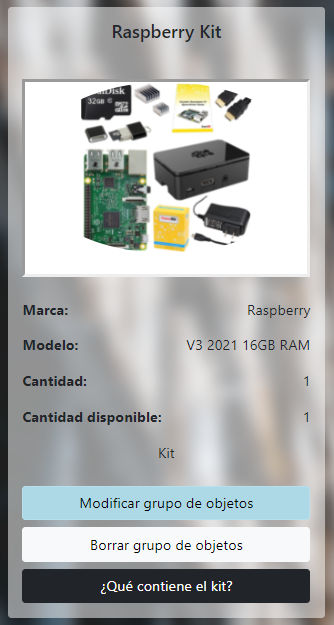 Raspberry Kit
32GB
Marca: Raspberry
Modelo: V3 2021 16GB RAM
Cantidad: 1
Cantidad disponible: 1
Kit
Modificar grupo de objetos
Borrar grupo de objetos
¿Qué contiene el kit?